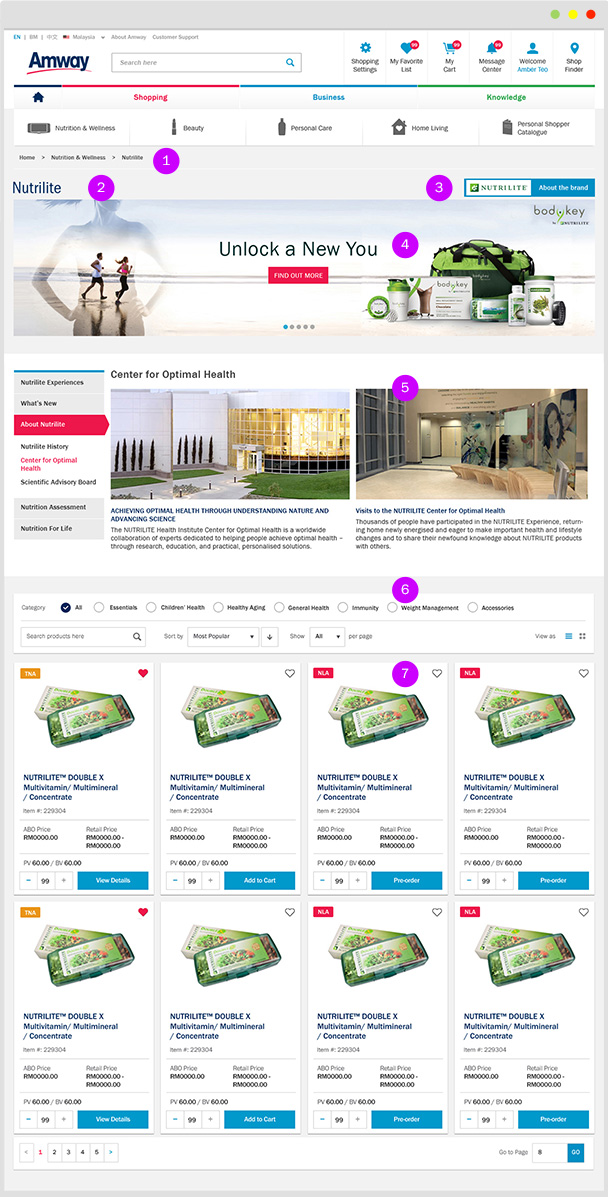 EN | BM | 中文 Malaysia About Amway Customer Support
Amway
Search here
Shopping Settings
99
My Favorite List
99
My Cart
99
Message Center
Welcome Amber Teo
Shop Finder
Shopping Business Knowledge
Nutrition & Wellness Beauty Personal Care Home Living Personal Shopper Catalogue
Home > Nutrition & Wellness > Nutrilite 1
Nutrilite 2 3 NUTRILITE About the brand
bodykey
by NUTRILITE
Unlock a New You 4
FIND OUT MORE
bodykey
bodykey
Center for Optimal Health
Nutrilite Experiences
What's New
About Nutrilite
Nutrilite History
Center for Optimal
Health
Scientific Advisory Board
Nutrition Assessment
Nutrition For Life
5
ACHIEVING OPTIMAL HEALTH THROUGH UNDERSTANDING NATURE AND
ADVANCING SCIENCE
The NUTRILITE Health Institute Center for Optimal Health is a worldwide
collaboration of experts dedicated to helping people achieve optimal health –
through research, education, and practical, personalised solutions.
Visits to the NUTRILITE Center for Optimal Health
Thousands of people have participated in the NUTRILITE Experience, return-
ing home newly energised and eager to make important health and lifestyle
changes and to share their newfound knowledge about NUTRILITE products
with others.
6
Category All Essentials Children' Health Healthy Aging General Health Immunity Weight Management Accessories
Search products here Sort by Most Popular Show All per page View as
TNA
NUTRILITE™ DOUBLE X
Multivitamin/ Multimineral
/ Concentrate
Item #: 229304
ABO Price Retail Price
RM0000.00 RM0000.00 -
RM0000.00
PV 60.00 / BV 60.00
− 99 + View Details
NUTRILITE™ DOUBLE X
Multivitamin/ Multimineral
/ Concentrate
Item #: 229304
ABO Price Retail Price
RM0000.00 RM0000.00 -
RM0000.00
PV 60.00 / BV 60.00
− 99 + Add to Cart
NLA 7
NUTRILITE™ DOUBLE X
Multivitamin/ Multimineral
/ Concentrate
Item #: 229304
ABO Price Retail Price
RM0000.00 RM0000.00 -
RM0000.00
PV 60.00 / BV 60.00
− 99 + Pre-order
NLA
NUTRILITE™ DOUBLE X
Multivitamin/ Multimineral
/ Concentrate
Item #: 229304
ABO Price Retail Price
RM0000.00 RM0000.00 -
RM0000.00
PV 60.00 / BV 60.00
− 99 + Pre-order
TNA
NUTRILITE™ DOUBLE X
Multivitamin/ Multimineral
/ Concentrate
Item #: 229304
ABO Price Retail Price
RM0000.00 RM0000.00 -
RM0000.00
PV 60.00 / BV 60.00
− 99 + View Details
NUTRILITE™ DOUBLE X
Multivitamin/ Multimineral
/ Concentrate
Item #: 229304
ABO Price Retail Price
RM0000.00 RM0000.00 -
RM0000.00
PV 60.00 / BV 60.00
− 99 + Add to Cart
NLA
NUTRILITE™ DOUBLE X
Multivitamin/ Multimineral
/ Concentrate
Item #: 229304
ABO Price Retail Price
RM0000.00 RM0000.00 -
RM0000.00
PV 60.00 / BV 60.00
− 99 + Pre-order
NLA
NUTRILITE™ DOUBLE X
Multivitamin/ Multimineral
/ Concentrate
Item #: 229304
ABO Price Retail Price
RM0000.00 RM0000.00 -
RM0000.00
PV 60.00 / BV 60.00
− 99 + Pre-order
< 1 2 3 4 5 > Go to Page 8 GO